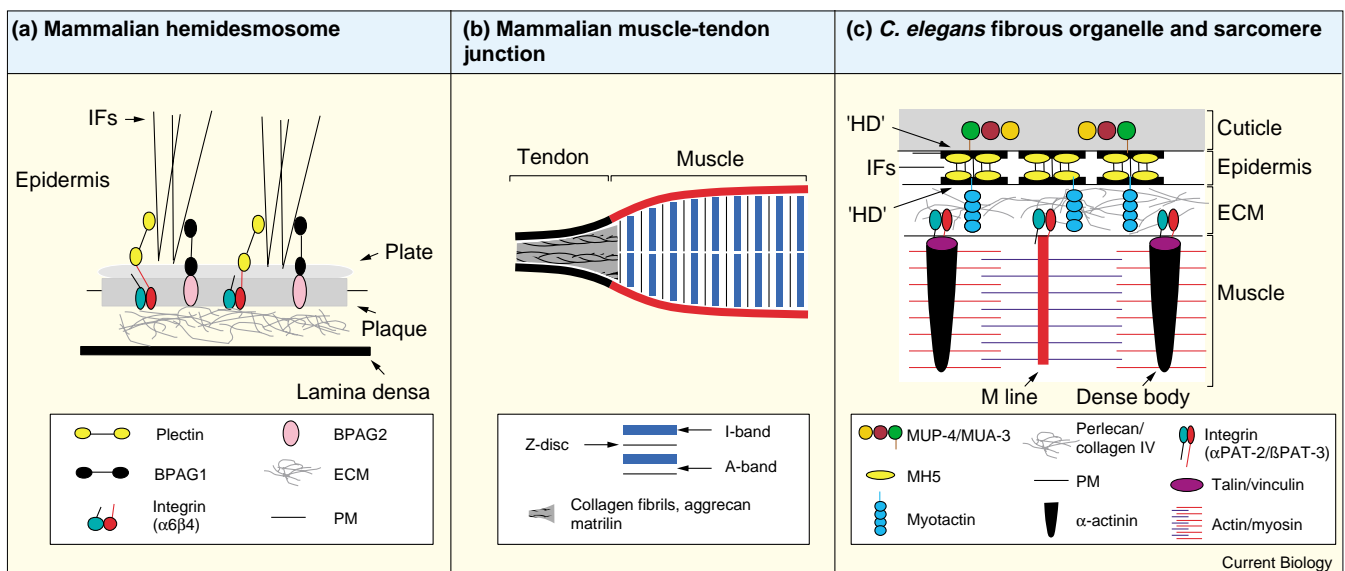 (a) Mammalian hemidesmosome
IFs
Epidermis
Plate
Plaque
Lamina densa
Plectin
BPAG2
BPAG1
ECM
Integrin
(α6β4)
PM
(b) Mammalian muscle-tendon
junction
Tendon
Muscle
Z-disc
I-band
A-band
Collagen fibrils, aggrecan
matrilin
(c) C. elegans fibrous organelle and sarcomere
'HD'
Cuticle
IFs
Epidermis
'HD'
ECM
Muscle
M line
Dense body
MUP-4/MUA-3
Perlecan/
collagen IV
Integrin
(αPAT-2/ßPAT-3)
MH5
PM
Talin/vinculin
Myotactin
α-actinin
Actin/myosin
Current Biology